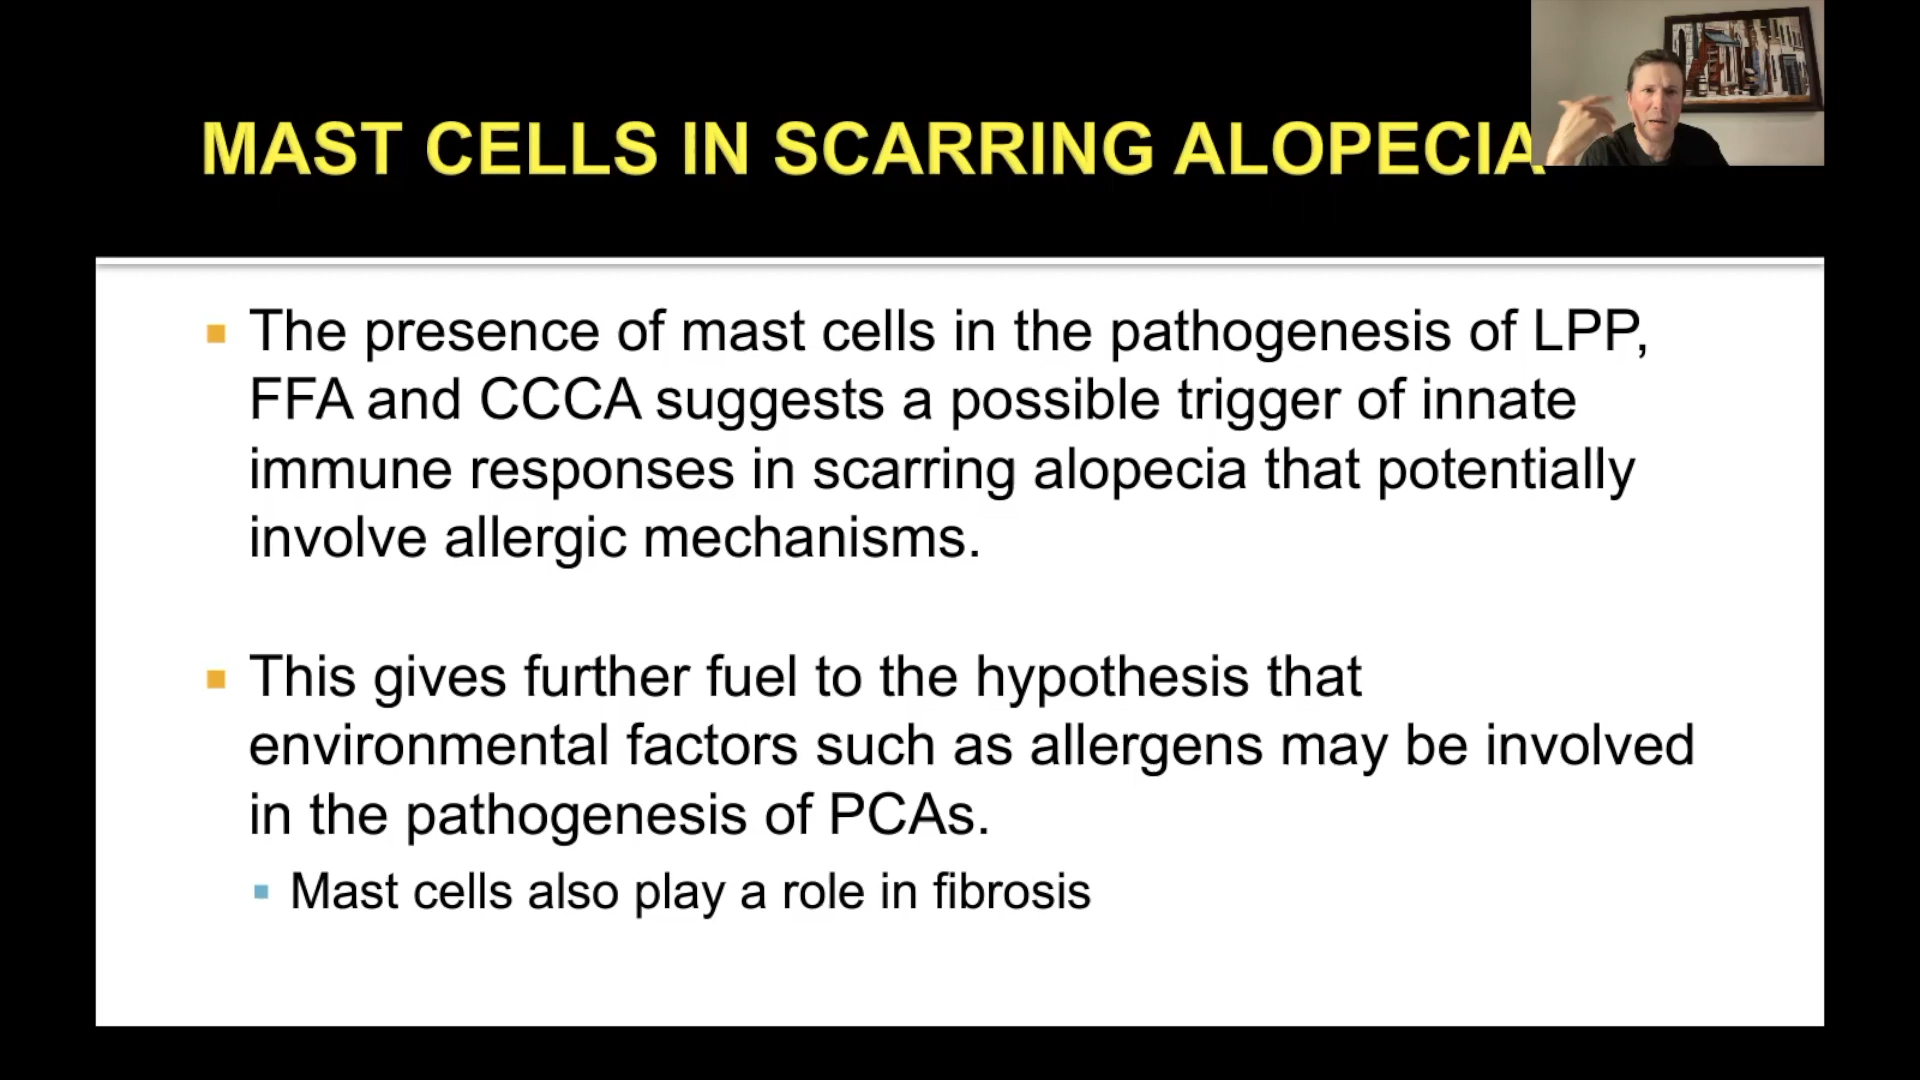 MAST CELLS IN SCARRING ALOPECIA
The presence of mast cells in the pathogenesis of LPP,
FFA and CCCA suggests a possible trigger of innate
immune responses in scarring alopecia that potentially
involve allergic mechanisms.
This gives further fuel to the hypothesis that
environmental factors such as allergens may be involved
in the pathogenesis of PCAs.
Mast cells also play a role in fibrosis